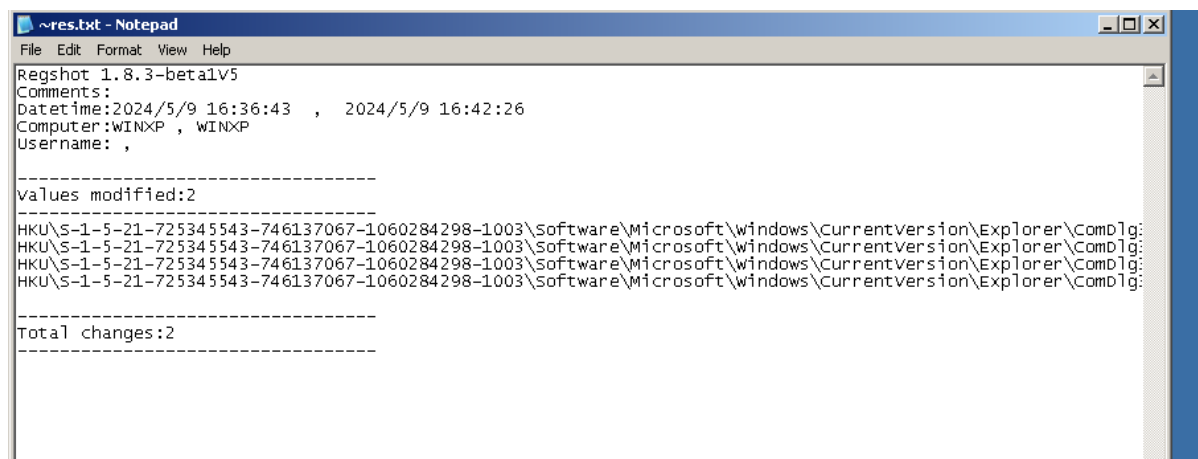 ~res.txt - Notepad
File Edit Format View Help
Regshot 1.8.3-beta1V5
Comments:
Datetime:2024/5/9 16:36:43  ,  2024/5/9 16:42:26
Computer:WINXP , WINXP
Username: ,
----------------------------------
Values modified:2
----------------------------------
HKU\S-1-5-21-725345543-746137067-1060284298-1003\Software\Microsoft\Windows\CurrentVersion\Explorer\ComDlg3
HKU\S-1-5-21-725345543-746137067-1060284298-1003\Software\Microsoft\Windows\CurrentVersion\Explorer\ComDlg3
HKU\S-1-5-21-725345543-746137067-1060284298-1003\Software\Microsoft\Windows\CurrentVersion\Explorer\ComDlg3
HKU\S-1-5-21-725345543-746137067-1060284298-1003\Software\Microsoft\Windows\CurrentVersion\Explorer\ComDlg3
----------------------------------
Total changes:2
----------------------------------